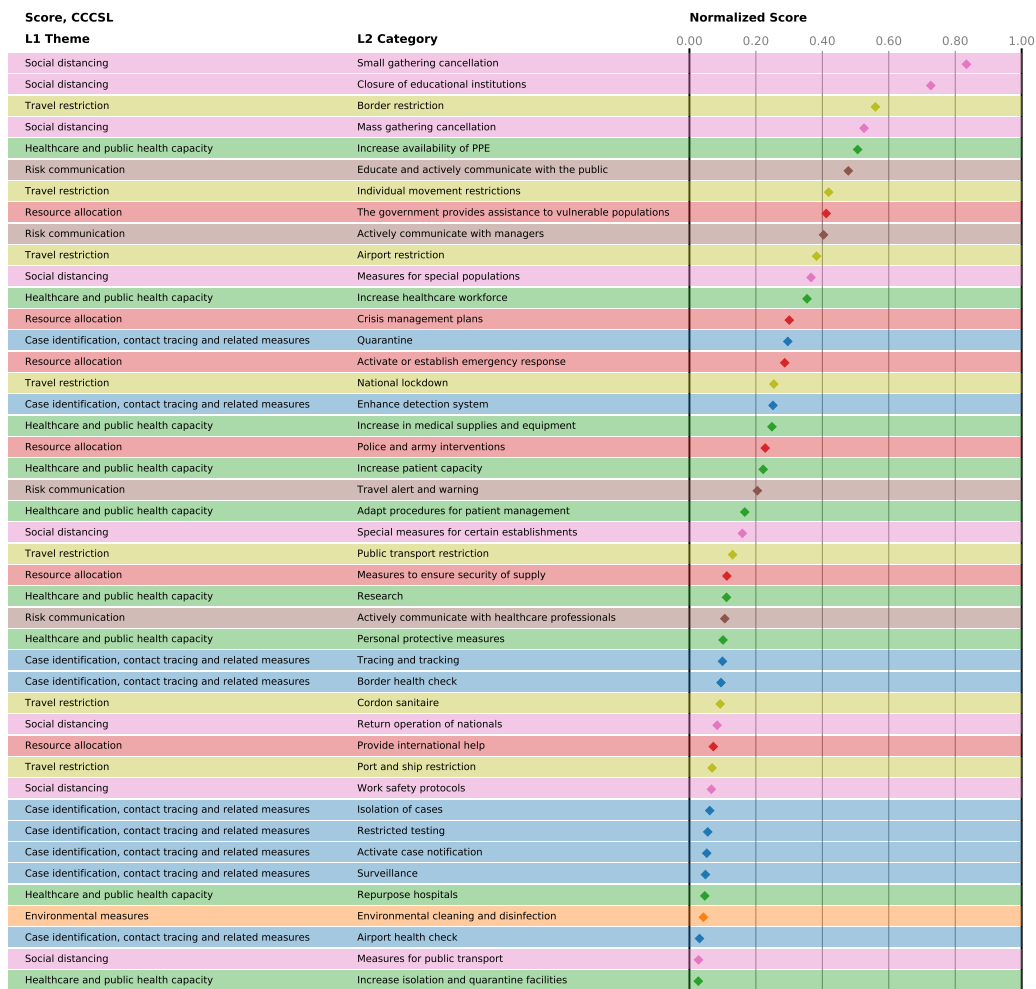 Score, CCCSL Normalized Score
L1 Theme L2 Category 0.00 0.20 0.40 0.60 0.80 1.00
Social distancing Small gathering cancellation
Social distancing Closure of educational institutions
Travel restriction Border restriction
Social distancing Mass gathering cancellation
Healthcare and public health capacity Increase availability of PPE
Risk communication Educate and actively communicate with the public
Travel restriction Individual movement restrictions
Resource allocation The government provides assistance to vulnerable populations
Risk communication Actively communicate with managers
Travel restriction Airport restriction
Social distancing Measures for special populations
Healthcare and public health capacity Increase healthcare workforce
Resource allocation Crisis management plans
Case identification, contact tracing and related measures Quarantine
Resource allocation Activate or establish emergency response
Travel restriction National lockdown
Case identification, contact tracing and related measures Enhance detection system
Healthcare and public health capacity Increase in medical supplies and equipment
Resource allocation Police and army interventions
Healthcare and public health capacity Increase patient capacity
Risk communication Travel alert and warning
Healthcare and public health capacity Adapt procedures for patient management
Social distancing Special measures for certain establishments
Travel restriction Public transport restriction
Resource allocation Measures to ensure security of supply
Healthcare and public health capacity Research
Risk communication Actively communicate with healthcare professionals
Healthcare and public health capacity Personal protective measures
Case identification, contact tracing and related measures Tracing and tracking
Case identification, contact tracing and related measures Border health check
Travel restriction Cordon sanitaire
Social distancing Return operation of nationals
Resource allocation Provide international help
Travel restriction Port and ship restriction
Social distancing Work safety protocols
Case identification, contact tracing and related measures Isolation of cases
Case identification, contact tracing and related measures Restricted testing
Case identification, contact tracing and related measures Activate case notification
Case identification, contact tracing and related measures Surveillance
Healthcare and public health capacity Repurpose hospitals
Environmental measures Environmental cleaning and disinfection
Case identification, contact tracing and related measures Airport health check
Social distancing Measures for public transport
Healthcare and public health capacity Increase isolation and quarantine facilities